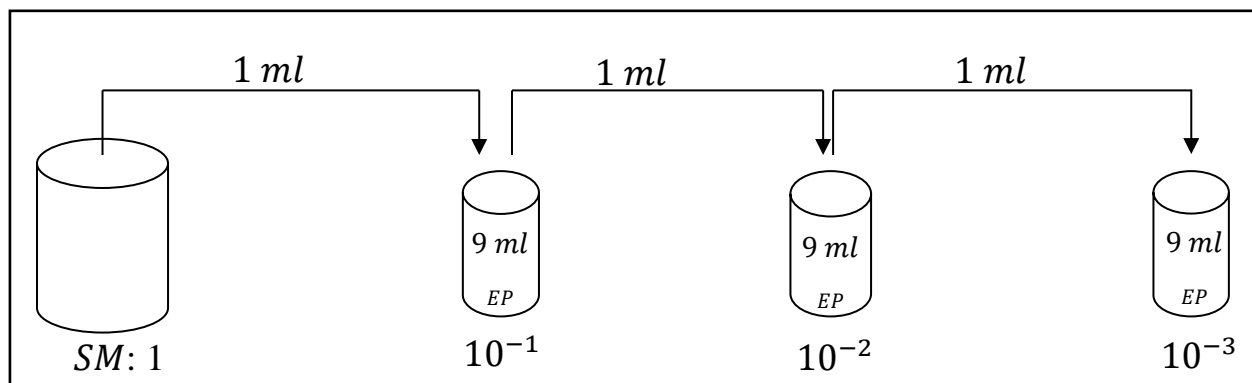 1 ml 1 ml 1 ml
9 ml 9 ml 9 ml
EP EP EP
SM: 1 10⁻¹ 10⁻² 10⁻³